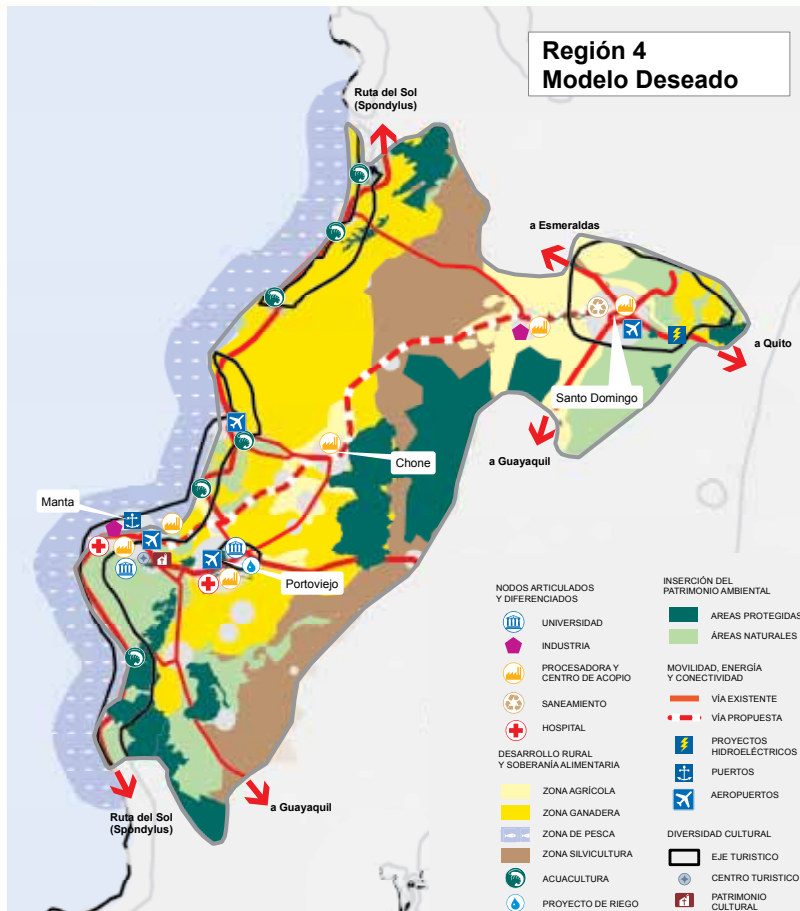 Región 4
Modelo Deseado
Ruta del Sol
(Spondylus)
a Esmeraldas
a Quito
Santo Domingo
a Guayaquil
Chone
Manta
Portoviejo
a Guayaquil
Ruta del Sol
(Spondylus)
NODOS ARTICULADOS
Y DIFERENCIADOS
UNIVERSIDAD
INDUSTRIA
PROCESADORA Y
CENTRO DE ACOPIO
SANEAMIENTO
HOSPITAL
DESARROLLO RURAL
Y SOBERANÍA ALIMENTARIA
ZONA AGRÍCOLA
ZONA GANADERA
ZONA DE PESCA
ZONA SILVICULTURA
ACUACULTURA
PROYECTO DE RIEGO
INSERCIÓN DEL
PATRIMONIO AMBIENTAL
AREAS PROTEGIDAS
ÁREAS NATURALES
MOVILIDAD, ENERGÍA
Y CONECTIVIDAD
VÍA EXISTENTE
VÍA PROPUESTA
PROYECTOS
HIDROELÉCTRICOS
PUERTOS
AEROPUERTOS
DIVERSIDAD CULTURAL
EJE TURISTICO
CENTRO TURISTICO
PATRIMONIO
CULTURAL